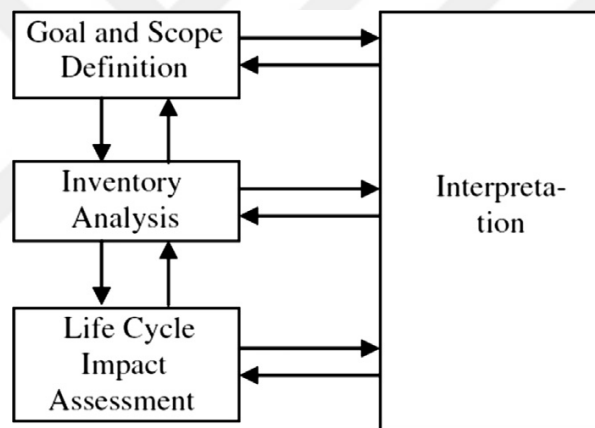 Goal and Scope
Definition
Inventory
Analysis
Interpreta-
tion
Life Cycle
Impact
Assessment